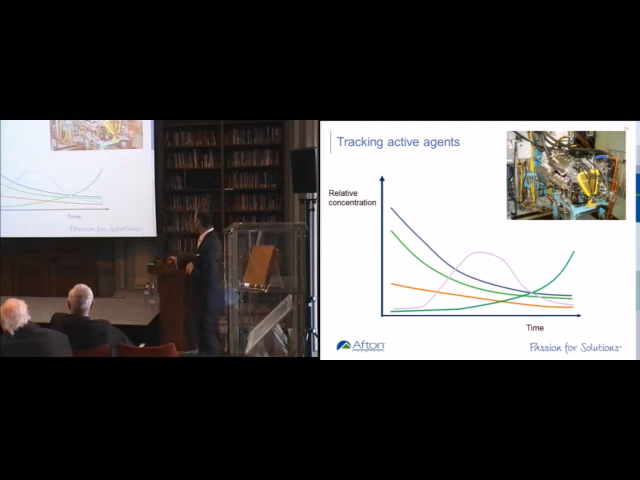 Tracking active agents
Relative
concentration
Time
Afton
Passion for Solutions
Time
Passion for Solutions